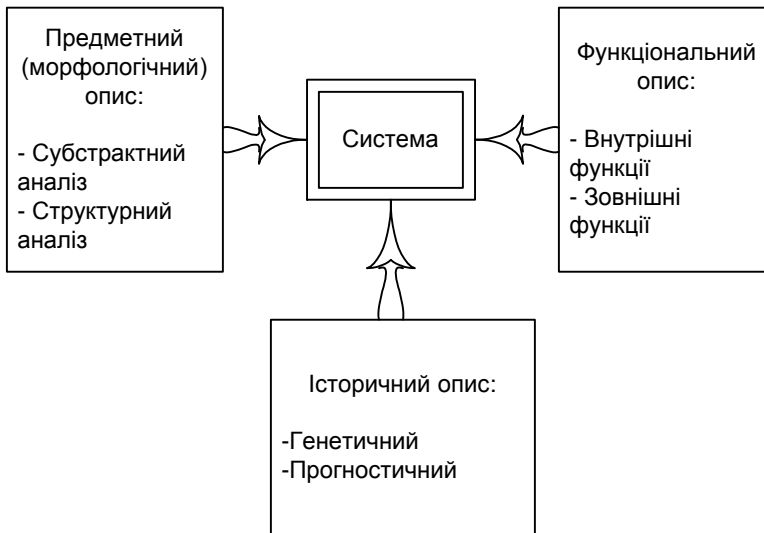 Предметний
(морфологічний)
опис:
- Субстрактний
аналіз
- Структурний
аналіз
Система
Функціональний
опис:
- Внутрішні
функції
- Зовнішні
функції
Історичний опис:
-Генетичний
-Прогностичний